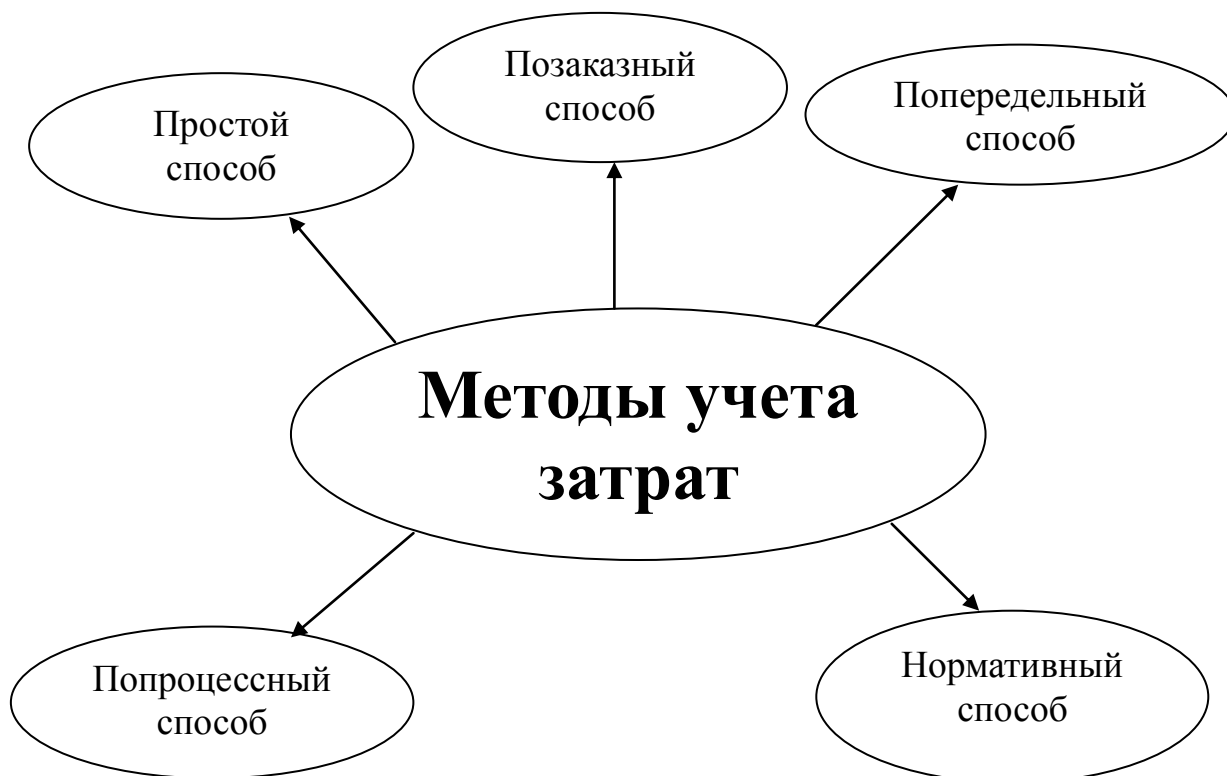 Простой
способ
Позаказный
способ
Попередельный
способ
Методы учета
затрат
Попроцессный
способ
Нормативный
способ